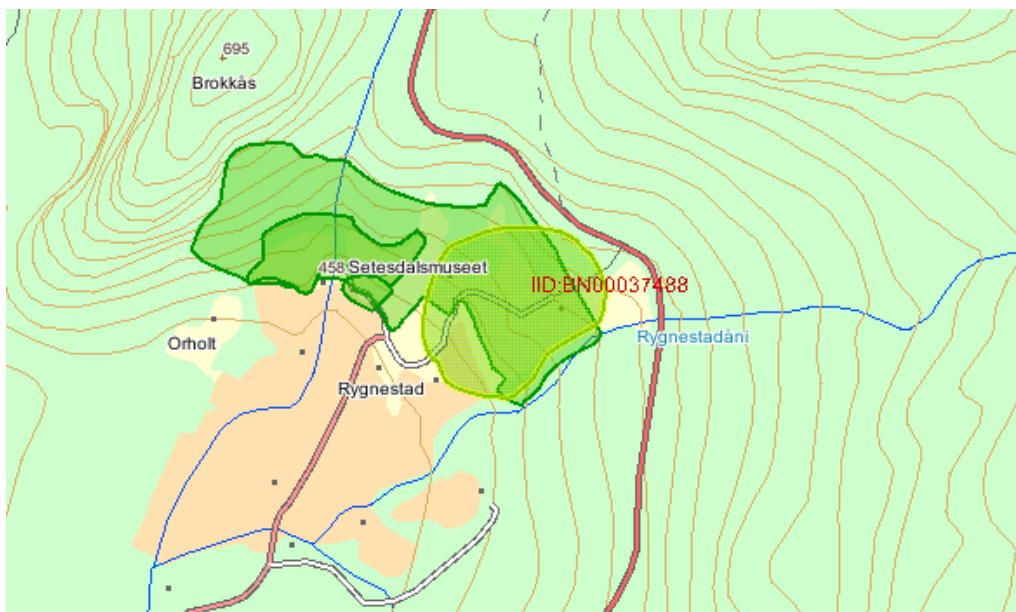 695
Brokkås
458 Setesdalsmuseet
IID:BN00037488
Rygnestadåni
Orholt
Rygnestad